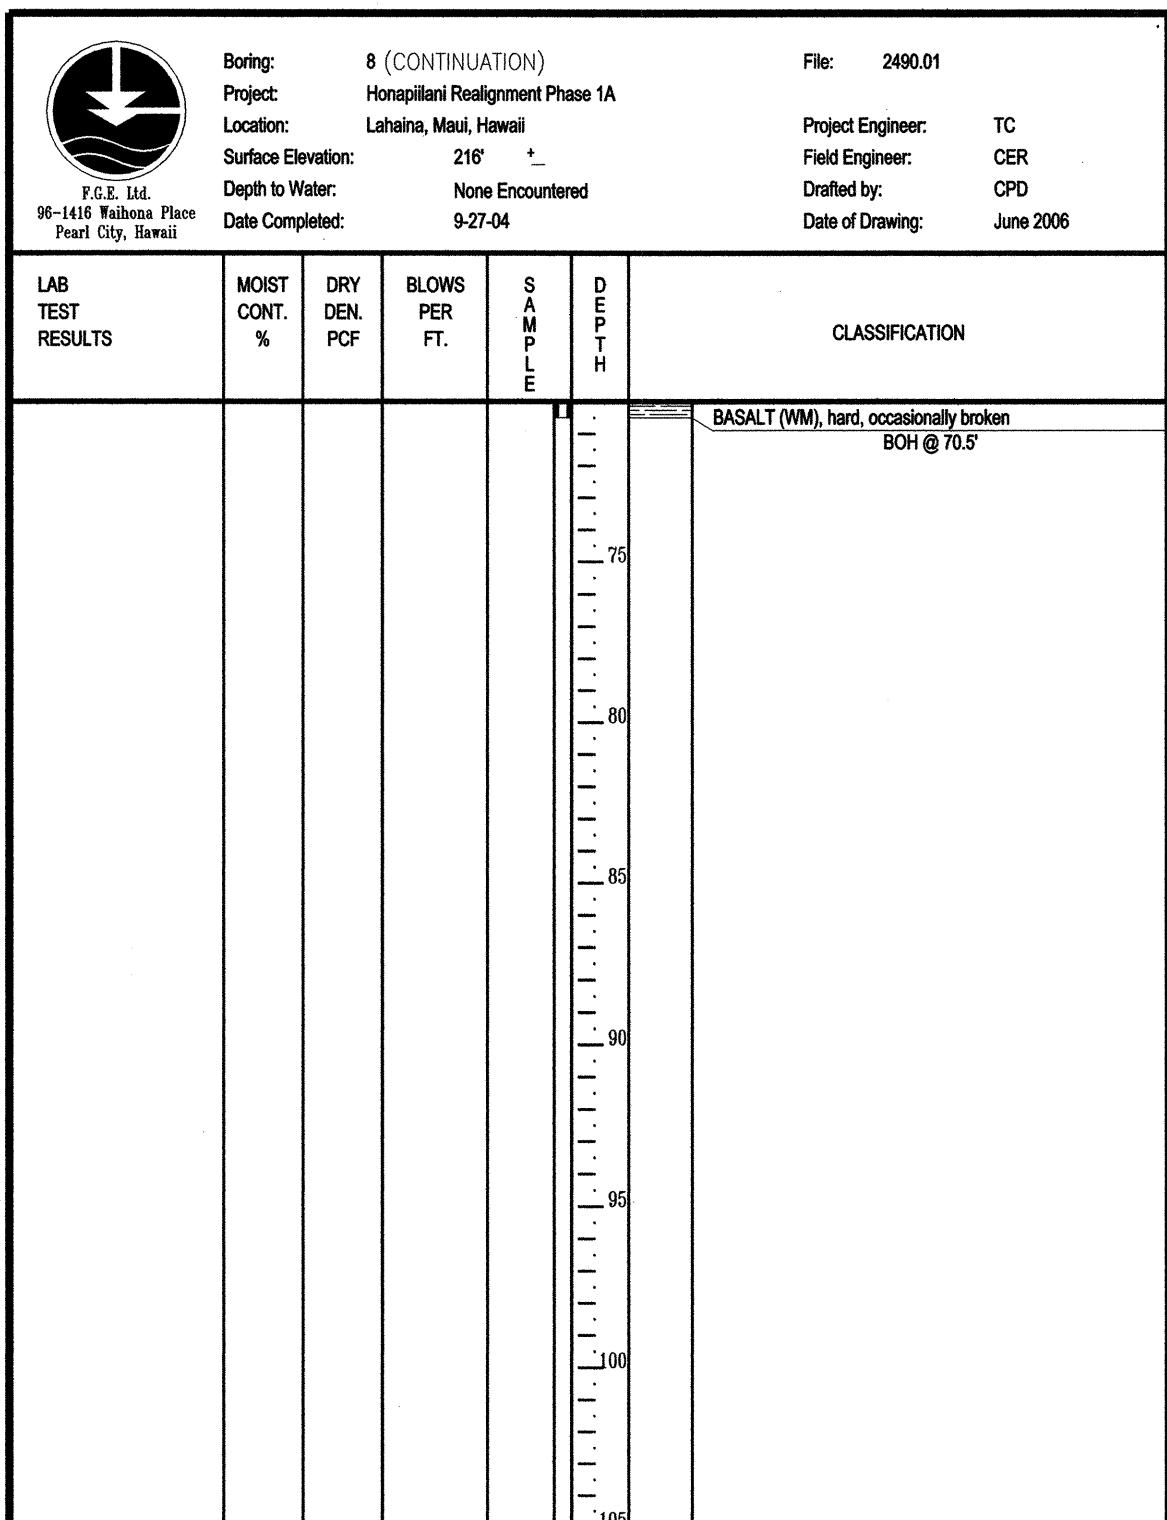 Boring: 8 (CONTINUATION) File: 2490.01
Project: Honapiilani Realignment Phase 1A
Location: Lahaina, Maui, Hawaii Project Engineer: TC
Surface Elevation: 216' +_ Field Engineer: CER
Depth to Water: None Encountered Drafted by: CPD
Date Completed: 9-27-04 Date of Drawing: June 2006
F.G.E. Ltd.
96-1416 Waihona Place
Pearl City, Hawaii
LAB TEST RESULTS
MOIST CONT. %
DRY DEN. PCF
BLOWS PER FT.
SAMPLE
DEPTH
CLASSIFICATION
BASALT (WM), hard, occasionally broken
BOH @ 70.5'
75
80
85
90
95
100
105